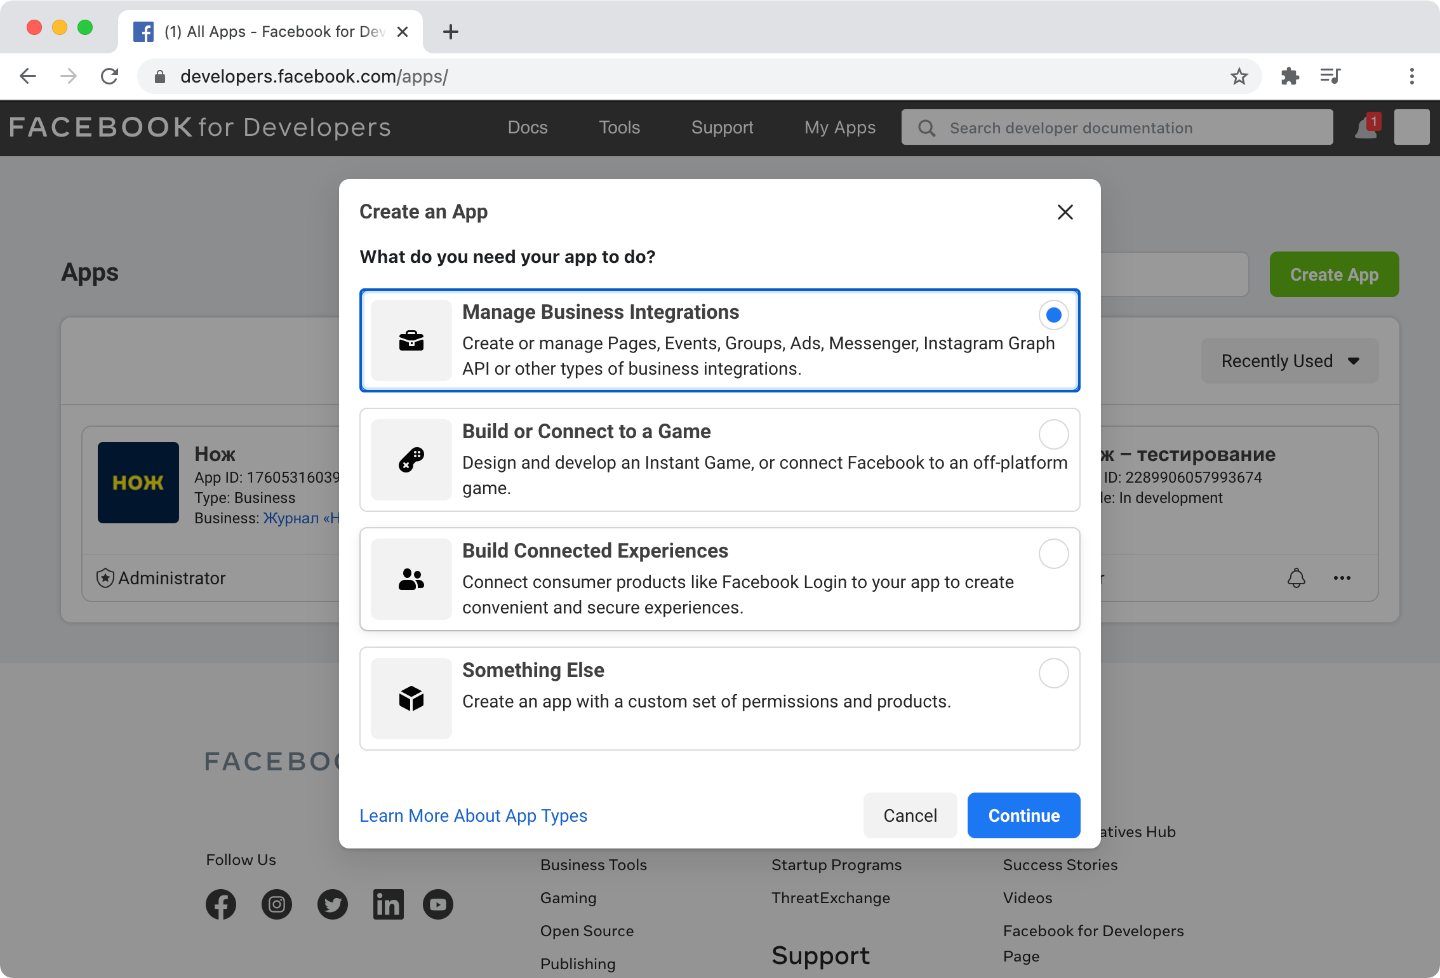 (1) All Apps - Facebook for Dev
developers.facebook.com/apps/
FACEBOOK for Developers
Docs
Tools
Support
My Apps
Search developer documentation
1
Create an App
What do you need your app to do?
Manage Business Integrations
Create or manage Pages, Events, Groups, Ads, Messenger, Instagram Graph
API or other types of business integrations.
Build or Connect to a Game
Design and develop an Instant Game, or connect Facebook to an off-platform
game.
Build Connected Experiences
Connect consumer products like Facebook Login to your app to create
convenient and secure experiences.
Something Else
Create an app with a custom set of permissions and products.
Learn More About App Types
Cancel
Continue
Apps
Create App
Recently Used
НОЖ
Нож
App ID: 17605316039
Type: Business
Business: Журнал «Н
Administrator
ж – тестирование
ID: 2289906057993674
e: In development
r
FACEBOO
Follow Us
Business Tools
Gaming
Open Source
Publishing
Startup Programs
ThreatExchange
Support
atives Hub
Success Stories
Videos
Facebook for Developers
Page